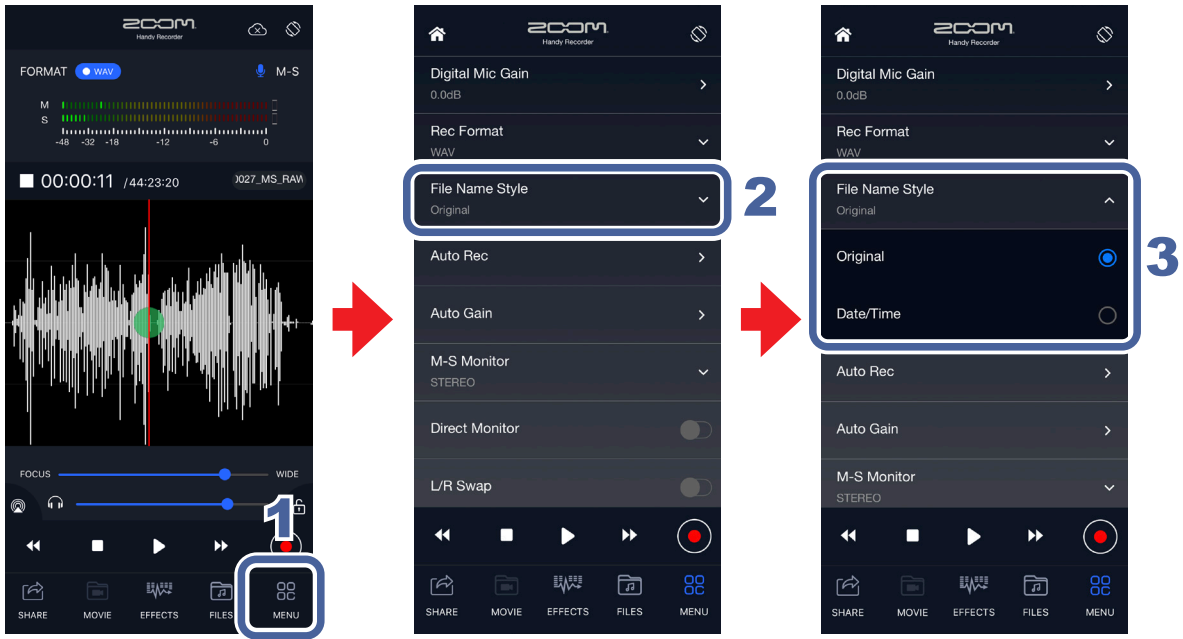 ZOOM
Handy Recorder
FORMAT WAV M-S
M
S
-48 -32 -18 -12 -6 0
00:00:11 /44:23:20 0027_MS_RAW
FOCUS WIDE
1
SHARE MOVIE EFFECTS FILES MENU
ZOOM
Handy Recorder
Digital Mic Gain
0.0dB
Rec Format
WAV
File Name Style
Original
2
Auto Rec
Auto Gain
M-S Monitor
STEREO
Direct Monitor
L/R Swap
SHARE MOVIE EFFECTS FILES MENU
ZOOM
Handy Recorder
Digital Mic Gain
0.0dB
Rec Format
WAV
File Name Style
Original
Original
Date/Time
3
Auto Rec
Auto Gain
M-S Monitor
STEREO
SHARE MOVIE EFFECTS FILES MENU